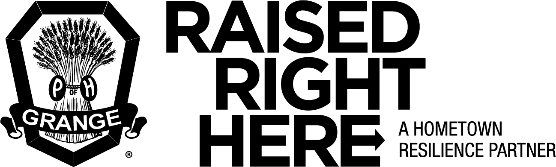 P OF H
GRANGE
®
RAISED
RIGHT
HERE
A HOMETOWN
RESILIENCE PARTNER